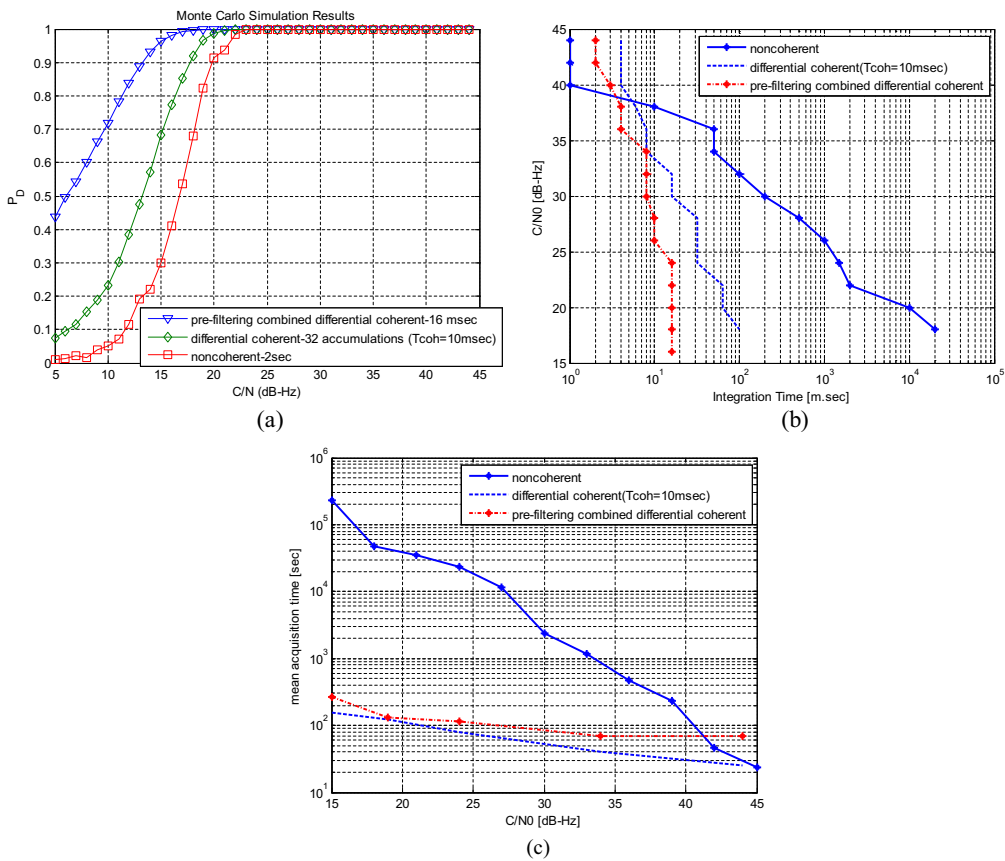 Monte Carlo Simulation Results
1
0.9
0.8
0.7
0.6
0.5
0.4
0.3
0.2
0.1
0
P_D
5 10 15 20 25 30 35 40 45
C/N (dB-Hz)
pre-filtering combined differential coherent-16 msec
differential coherent-32 accumulations (Tcoh=10msec)
noncoherent-2sec
(a)
45
40
35
30
25
20
15
C/N0 [dB-Hz]
10^0 10^1 10^2 10^3 10^4 10^5
Integration Time [m.sec]
noncoherent
differential coherent(Tcoh=10msec)
pre-filtering combined differential coherent
(b)
10^6
10^5
10^4
10^3
10^2
10^1
mean acquisition time [sec]
15 20 25 30 35 40 45
C/N0 [dB-Hz]
noncoherent
differential coherent(Tcoh=10msec)
pre-filtering combined differential coherent
(c)